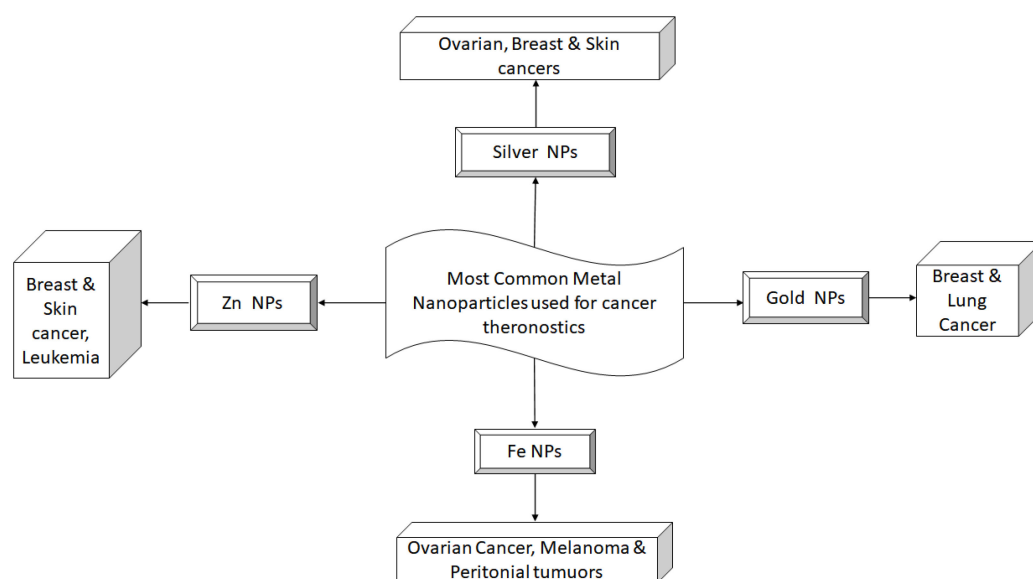 Ovarian, Breast & Skin
cancers
Silver NPs
Most Common Metal
Nanoparticles used for cancer
theronostics
Breast &
Skin
cancer,
Leukemia
Zn NPs
Gold NPs
Breast &
Lung
Cancer
Fe NPs
Ovarian Cancer, Melanoma &
Peritonial tumuors